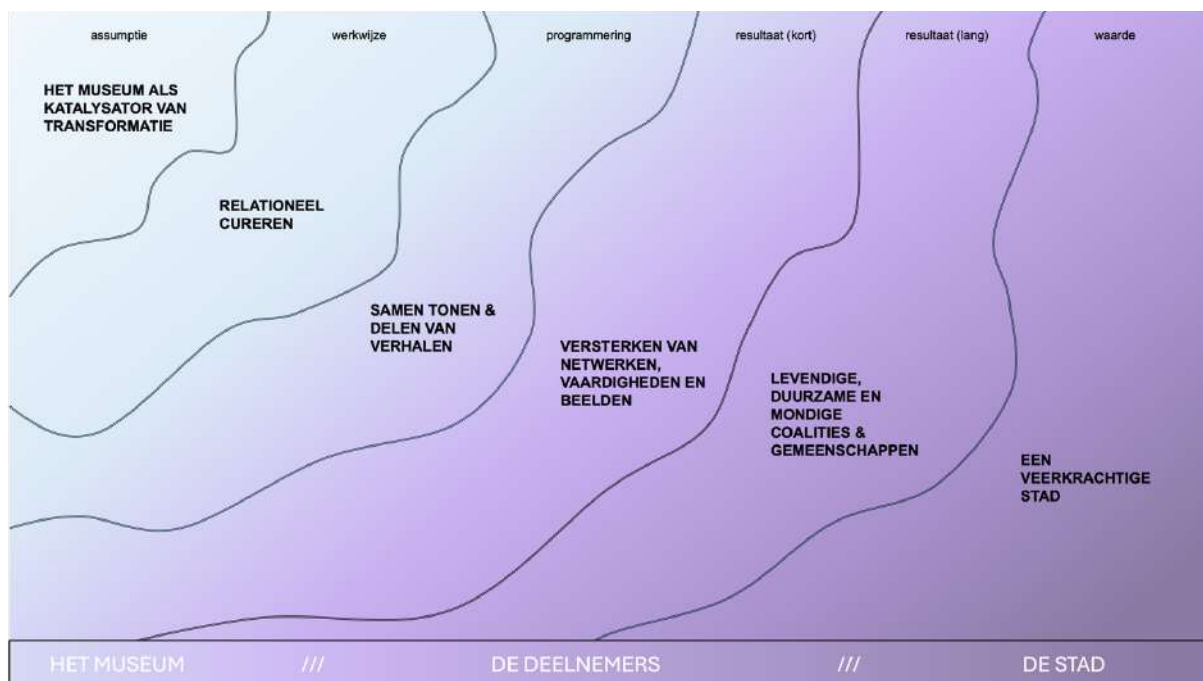 assumptie
werkwijze
programmering
resultaat (kort)
resultaat (lang)
waarde
HET MUSEUM ALS
KATALYSATOR VAN
TRANSFORMATIE
RELATIONEEL
CUREREN
SAMEN TONEN &
DELEN VAN
VERHALEN
VERSTERKEN VAN
NETWERKEN,
VAARDIGHEDEN EN
BEELDEN
LEVENDIGE,
DUURZAME EN
MONDIGE
COALITIES &
GEMEENSCHAPPEN
EEN
VEERKRACHTIGE
STAD
HET MUSEUM /// DE DEELNEMERS /// DE STAD